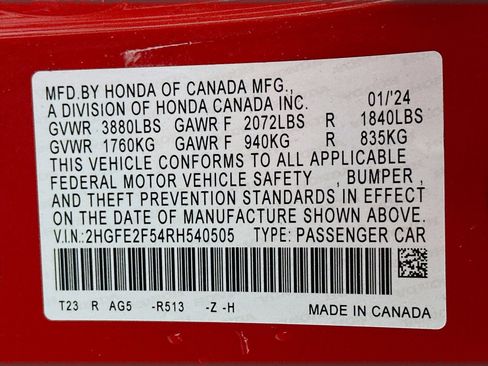 MFD.BY HONDA OF CANADA MFG.,
A DIVISION OF HONDA CANADA INC. 01/'24
GVWR 3880LBS GAWR F 2072LBS R 1840LBS
GVWR 1760KG GAWR F 940KG R 835KG
THIS VEHICLE CONFORMS TO ALL APPLICABLE
FEDERAL MOTOR VEHICLE SAFETY , BUMPER ,
AND THEFT PREVENTION STANDARDS IN EFFECT
ON THE DATE OF MANUFACTURE SHOWN ABOVE.
V.I.N:2HGFE2F54RH540505 TYPE: PASSENGER CAR
T23 R AG5 -R513 -Z -H MADE IN CANADA